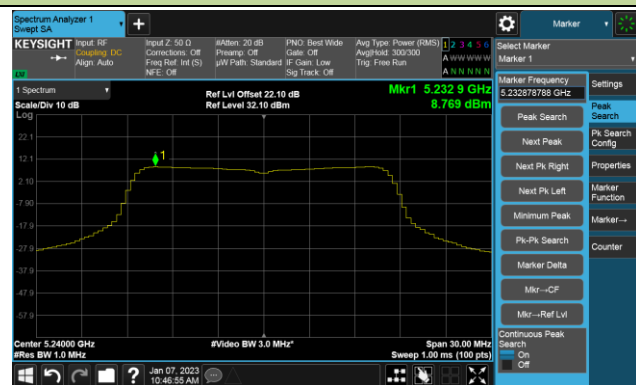 Spectrum Analyzer 1
Swept SA
Marker
KEYSIGHT Input: RF Input Z: 50 Ω #Atten: 20 dB PNO: Best Wide Avg Type: Power (RMS) 1 2 3 4 5 6
Coupling: DC Corrections: Off Preamp: Off Gate: Off Avg|Hold: 300/300 A W W W W W
Align: Auto Freq Ref: Int (S) µW Path: Standard IF Gain: Low Trig: Free Run
NFE: Off Sig Track: Off A N N N N N
LW
Select Marker
Marker 1
1 Spectrum
Scale/Div 10 dB
Log
Ref Lvl Offset 22.10 dB
Ref Level 32.10 dBm
Mkr1 5.232 9 GHz
8.769 dBm
22.1
12.1
2.10
-7.90
-17.9
-27.9
-37.9
-47.9
-57.9
1
Center 5.24000 GHz #Video BW 3.0 MHz* Span 30.00 MHz
#Res BW 1.0 MHz Sweep 1.00 ms (100 pts)
Marker Frequency
5.232878788 GHz
Peak Search
Next Peak
Next Pk Right
Next Pk Left
Minimum Peak
Pk-Pk Search
Marker Delta
Mkr→CF
Mkr→Ref Lvl
Continuous Peak
Search
On
Off
Settings
Peak
Search
Pk Search
Config
Properties
Marker
Function
Marker→
Counter
Jan 07, 2023
10:46:55 AM